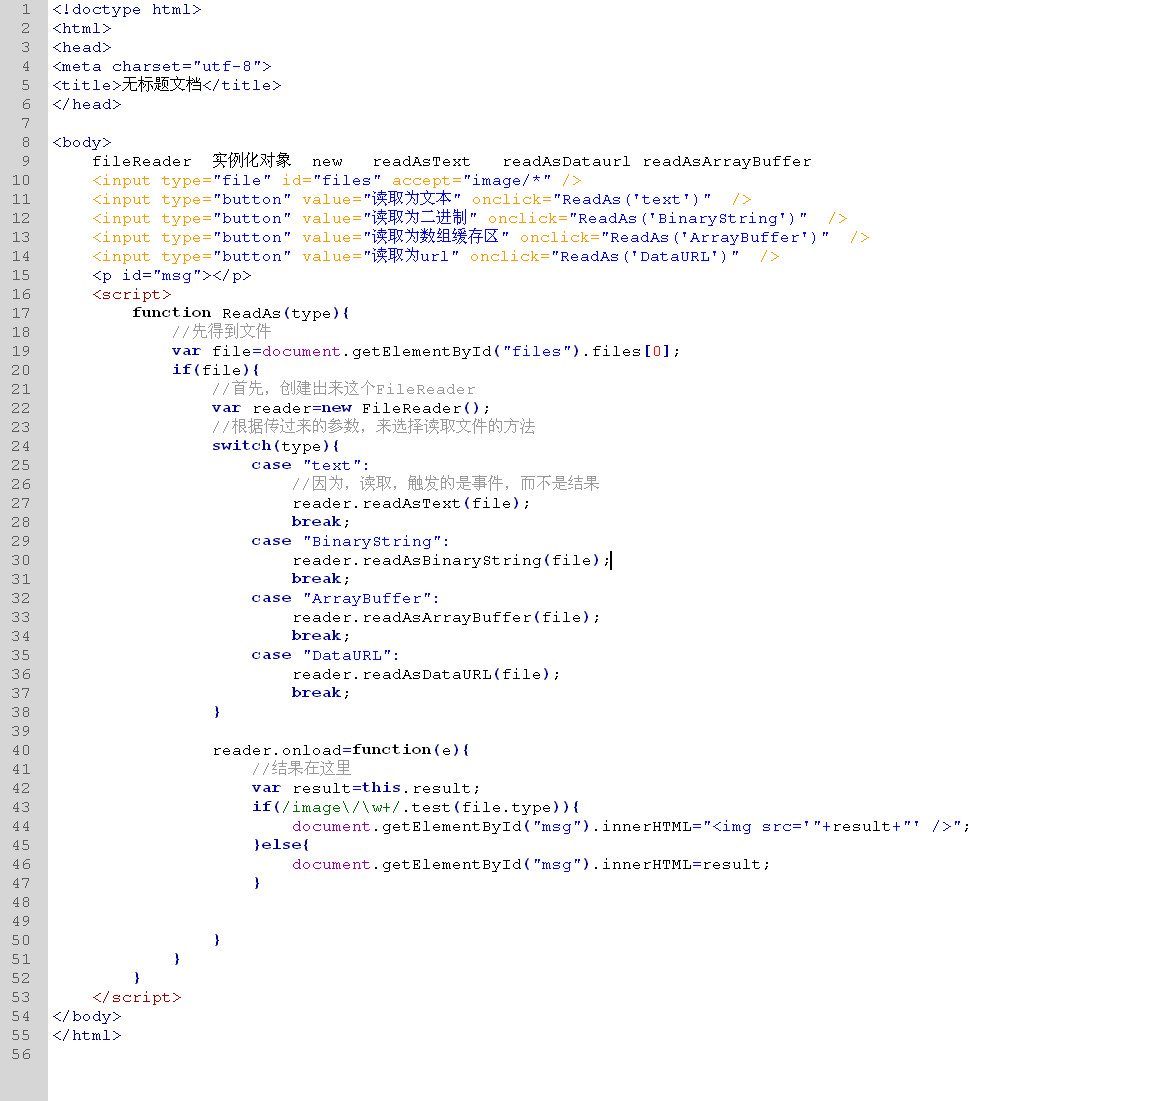 1 <!doctype html>
2 <html>
3 <head>
4 <meta charset="utf-8">
5 <title>无标题文档</title>
6 </head>
7
8 <body>
9     fileReader  实例化对象  new   readAsText   readAsDataurl readAsArrayBuffer
10     <input type="file" id="files" accept="image/*" />
11     <input type="button" value="读取为文本" onclick="ReadAs('text')"  />
12     <input type="button" value="读取为二进制" onclick="ReadAs('BinaryString')"  />
13     <input type="button" value="读取为数组缓存区" onclick="ReadAs('ArrayBuffer')"  />
14     <input type="button" value="读取为url" onclick="ReadAs('DataURL')"  />
15     <p id="msg"></p>
16     <script>
17         function ReadAs(type){
18             //先得到文件
19             var file=document.getElementById("files").files[0];
20             if(file){
21                 //首先，创建出来这个FileReader
22                 var reader=new FileReader();
23                 //根据传过来的参数，来选择读取文件的方法
24                 switch(type){
25                     case "text":
26                         //因为，读取，触发的是事件，而不是结果
27                         reader.readAsText(file);
28                         break;
29                     case "BinaryString":
30                         reader.readAsBinaryString(file);
31                         break;
32                     case "ArrayBuffer":
33                         reader.readAsArrayBuffer(file);
34                         break;
35                     case "DataURL":
36                         reader.readAsDataURL(file);
37                         break;
38                 }
39
40                 reader.onload=function(e){
41                     //结果在这里
42                     var result=this.result;
43                     if(/image\/\w+/.test(file.type)){
44                         document.getElementById("msg").innerHTML="<img src='"+result+"' />";
45                     }else{
46                         document.getElementById("msg").innerHTML=result;
47                     }
48
49
50                 }
51             }
52         }
53     </script>
54 </body>
55 </html>
56